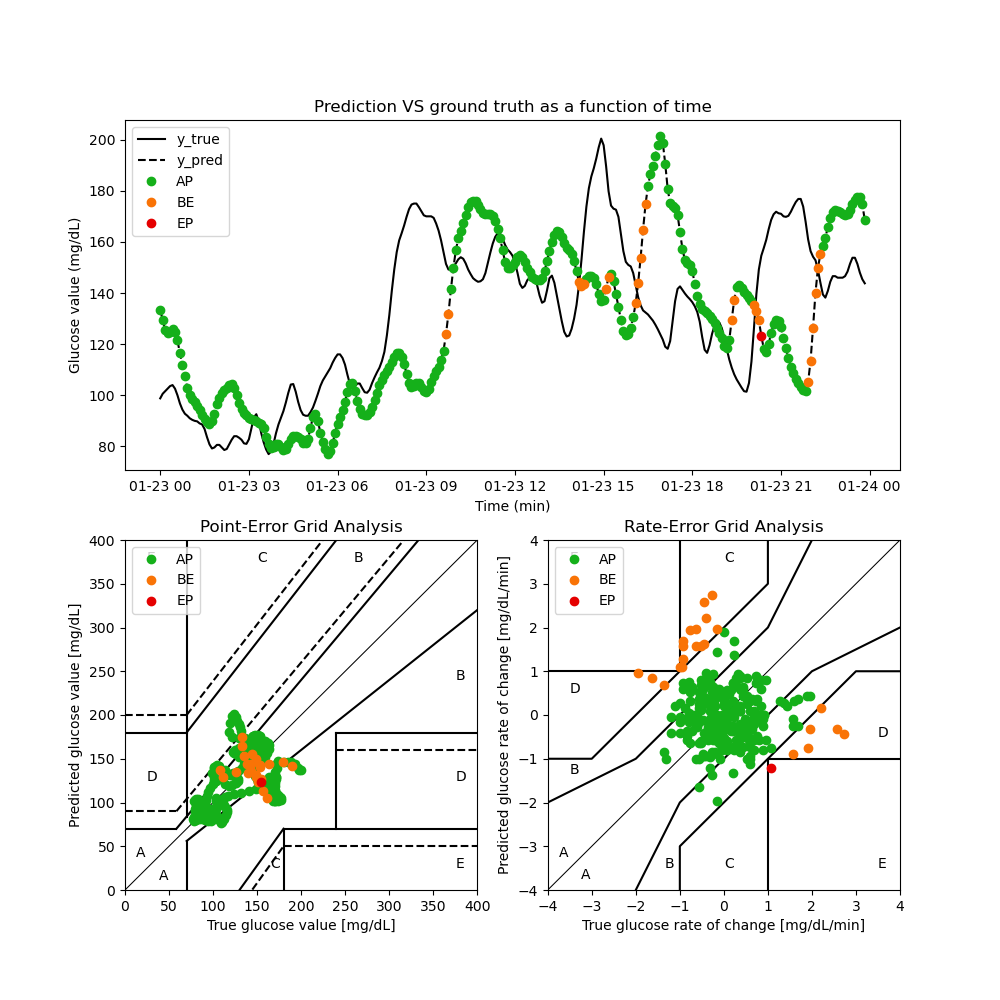 Prediction VS ground truth as a function of time
Glucose value (mg/dL)
200
180
160
140
120
100
80
y_true
y_pred
AP
BE
EP
01-23 00 01-23 03 01-23 06 01-23 09 01-23 12 01-23 15 01-23 18 01-23 21 01-24 00
Time (min)
Point-Error Grid Analysis
Predicted glucose value [mg/dL]
400
350
300
250
200
150
100
50
0
AP
BE
EP
C
B
B
D
D
A
A
C
E
0 50 100 150 200 250 300 350 400
True glucose value [mg/dL]
Rate-Error Grid Analysis
Predicted glucose rate of change [mg/dL/min]
4
3
2
1
0
−1
−2
−3
−4
AP
BE
EP
C
D
D
B
A
A
B
C
E
−4 −3 −2 −1 0 1 2 3 4
True glucose rate of change [mg/dL/min]